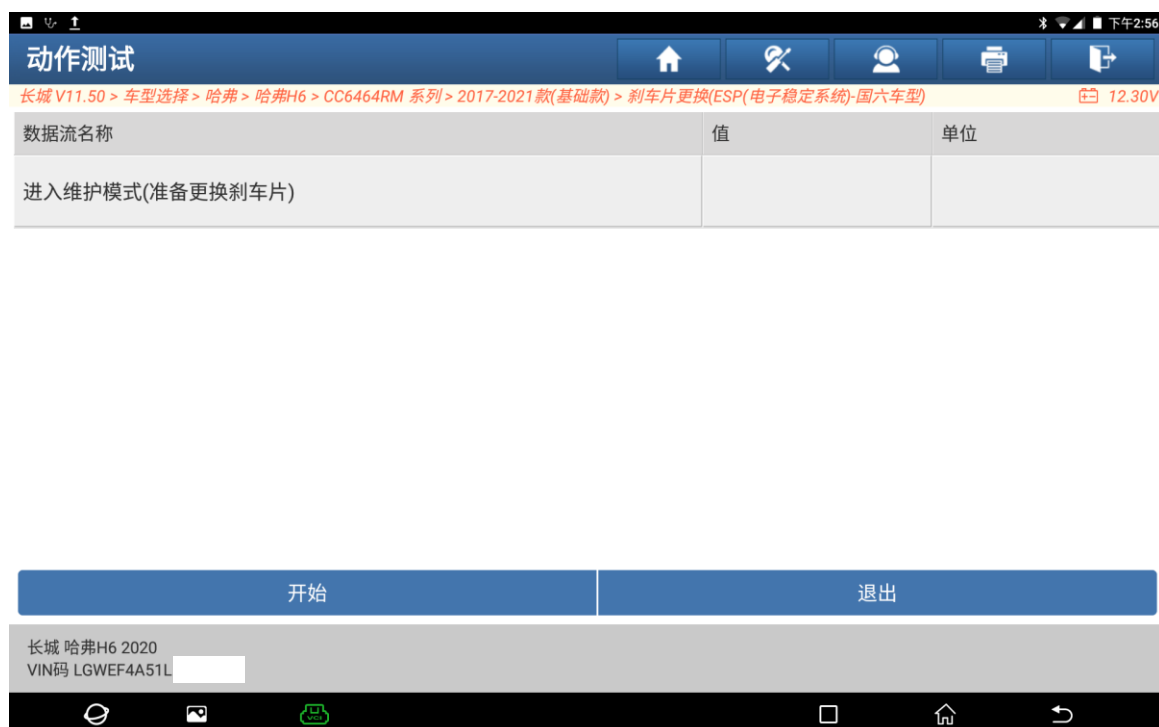 下午2:56
动作测试
长城 V11.50 > 车型选择 > 哈弗 > 哈弗H6 > CC6464RM 系列 > 2017-2021款(基础款) > 刹车片更换(ESP(电子稳定系统)-国六车型) 12.30V
数据流名称 值 单位
进入维护模式(准备更换刹车片)
开始 退出
长城 哈弗H6 2020
VIN码 LGWEF4A51L
VCI